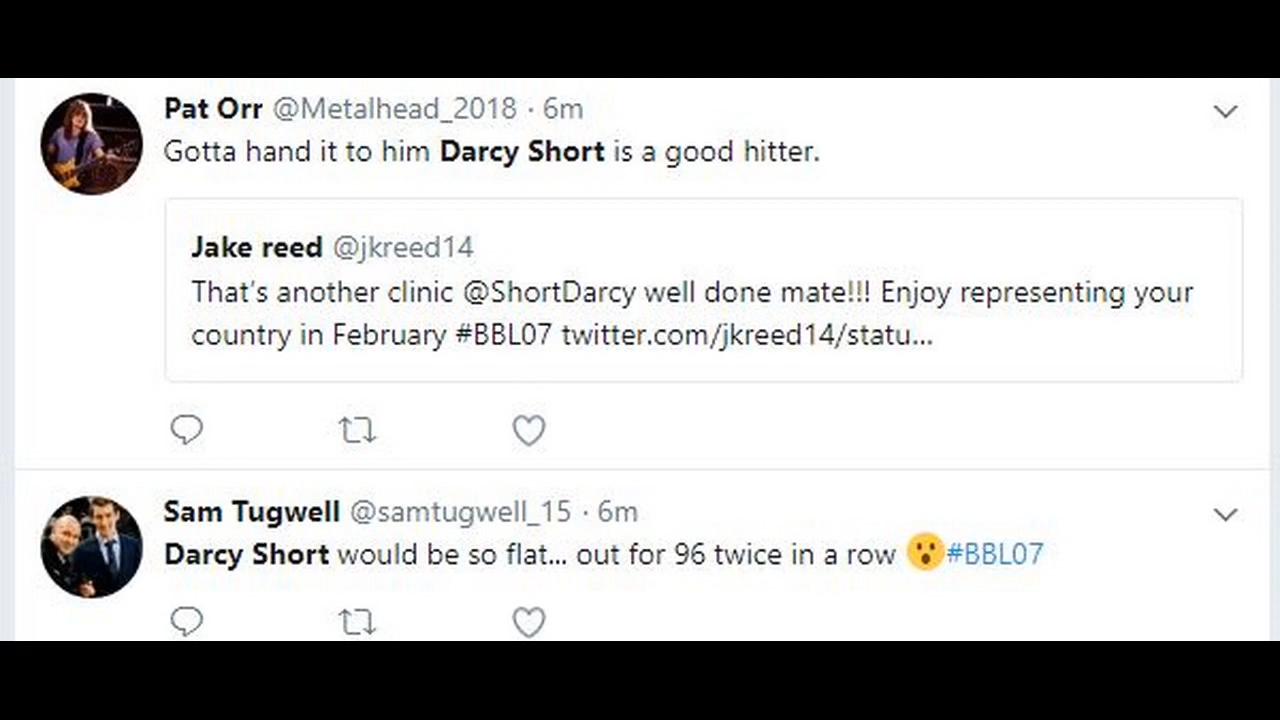 Pat Orr @Metalhead_2018 · 6m
Gotta hand it to him Darcy Short is a good hitter.
Jake reed @jkreed14
That's another clinic @ShortDarcy well done mate!!! Enjoy representing your
country in February #BBL07 twitter.com/jkreed14/statu...
Sam Tugwell @samtugwell_15 · 6m
Darcy Short would be so flat... out for 96 twice in a row 😮#BBL07